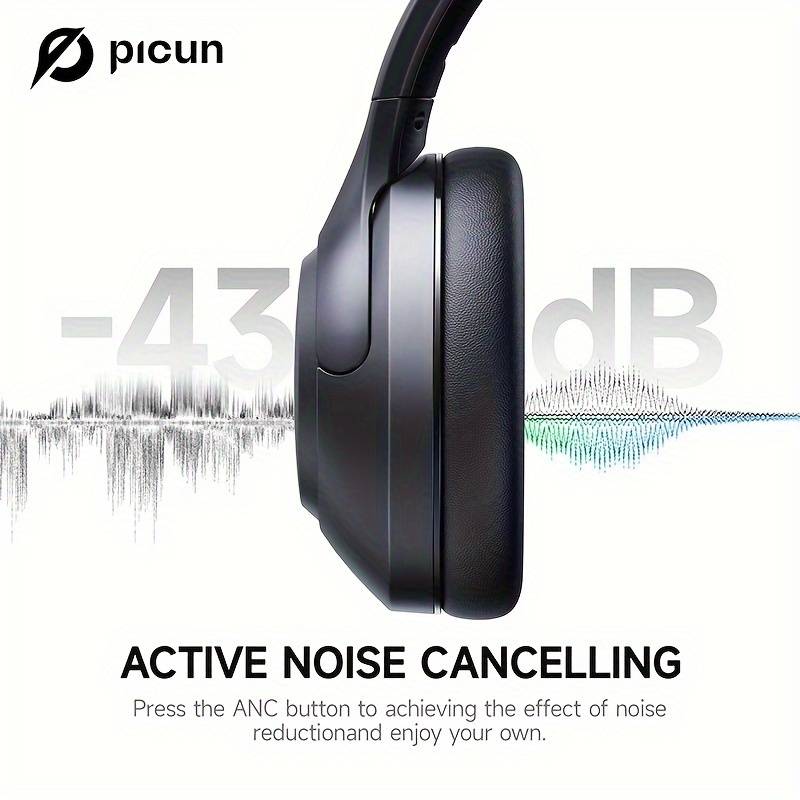 picun
-43 dB
ACTIVE NOISE CANCELLING
Press the ANC button to achieving the effect of noise
reductionand enjoy your own.